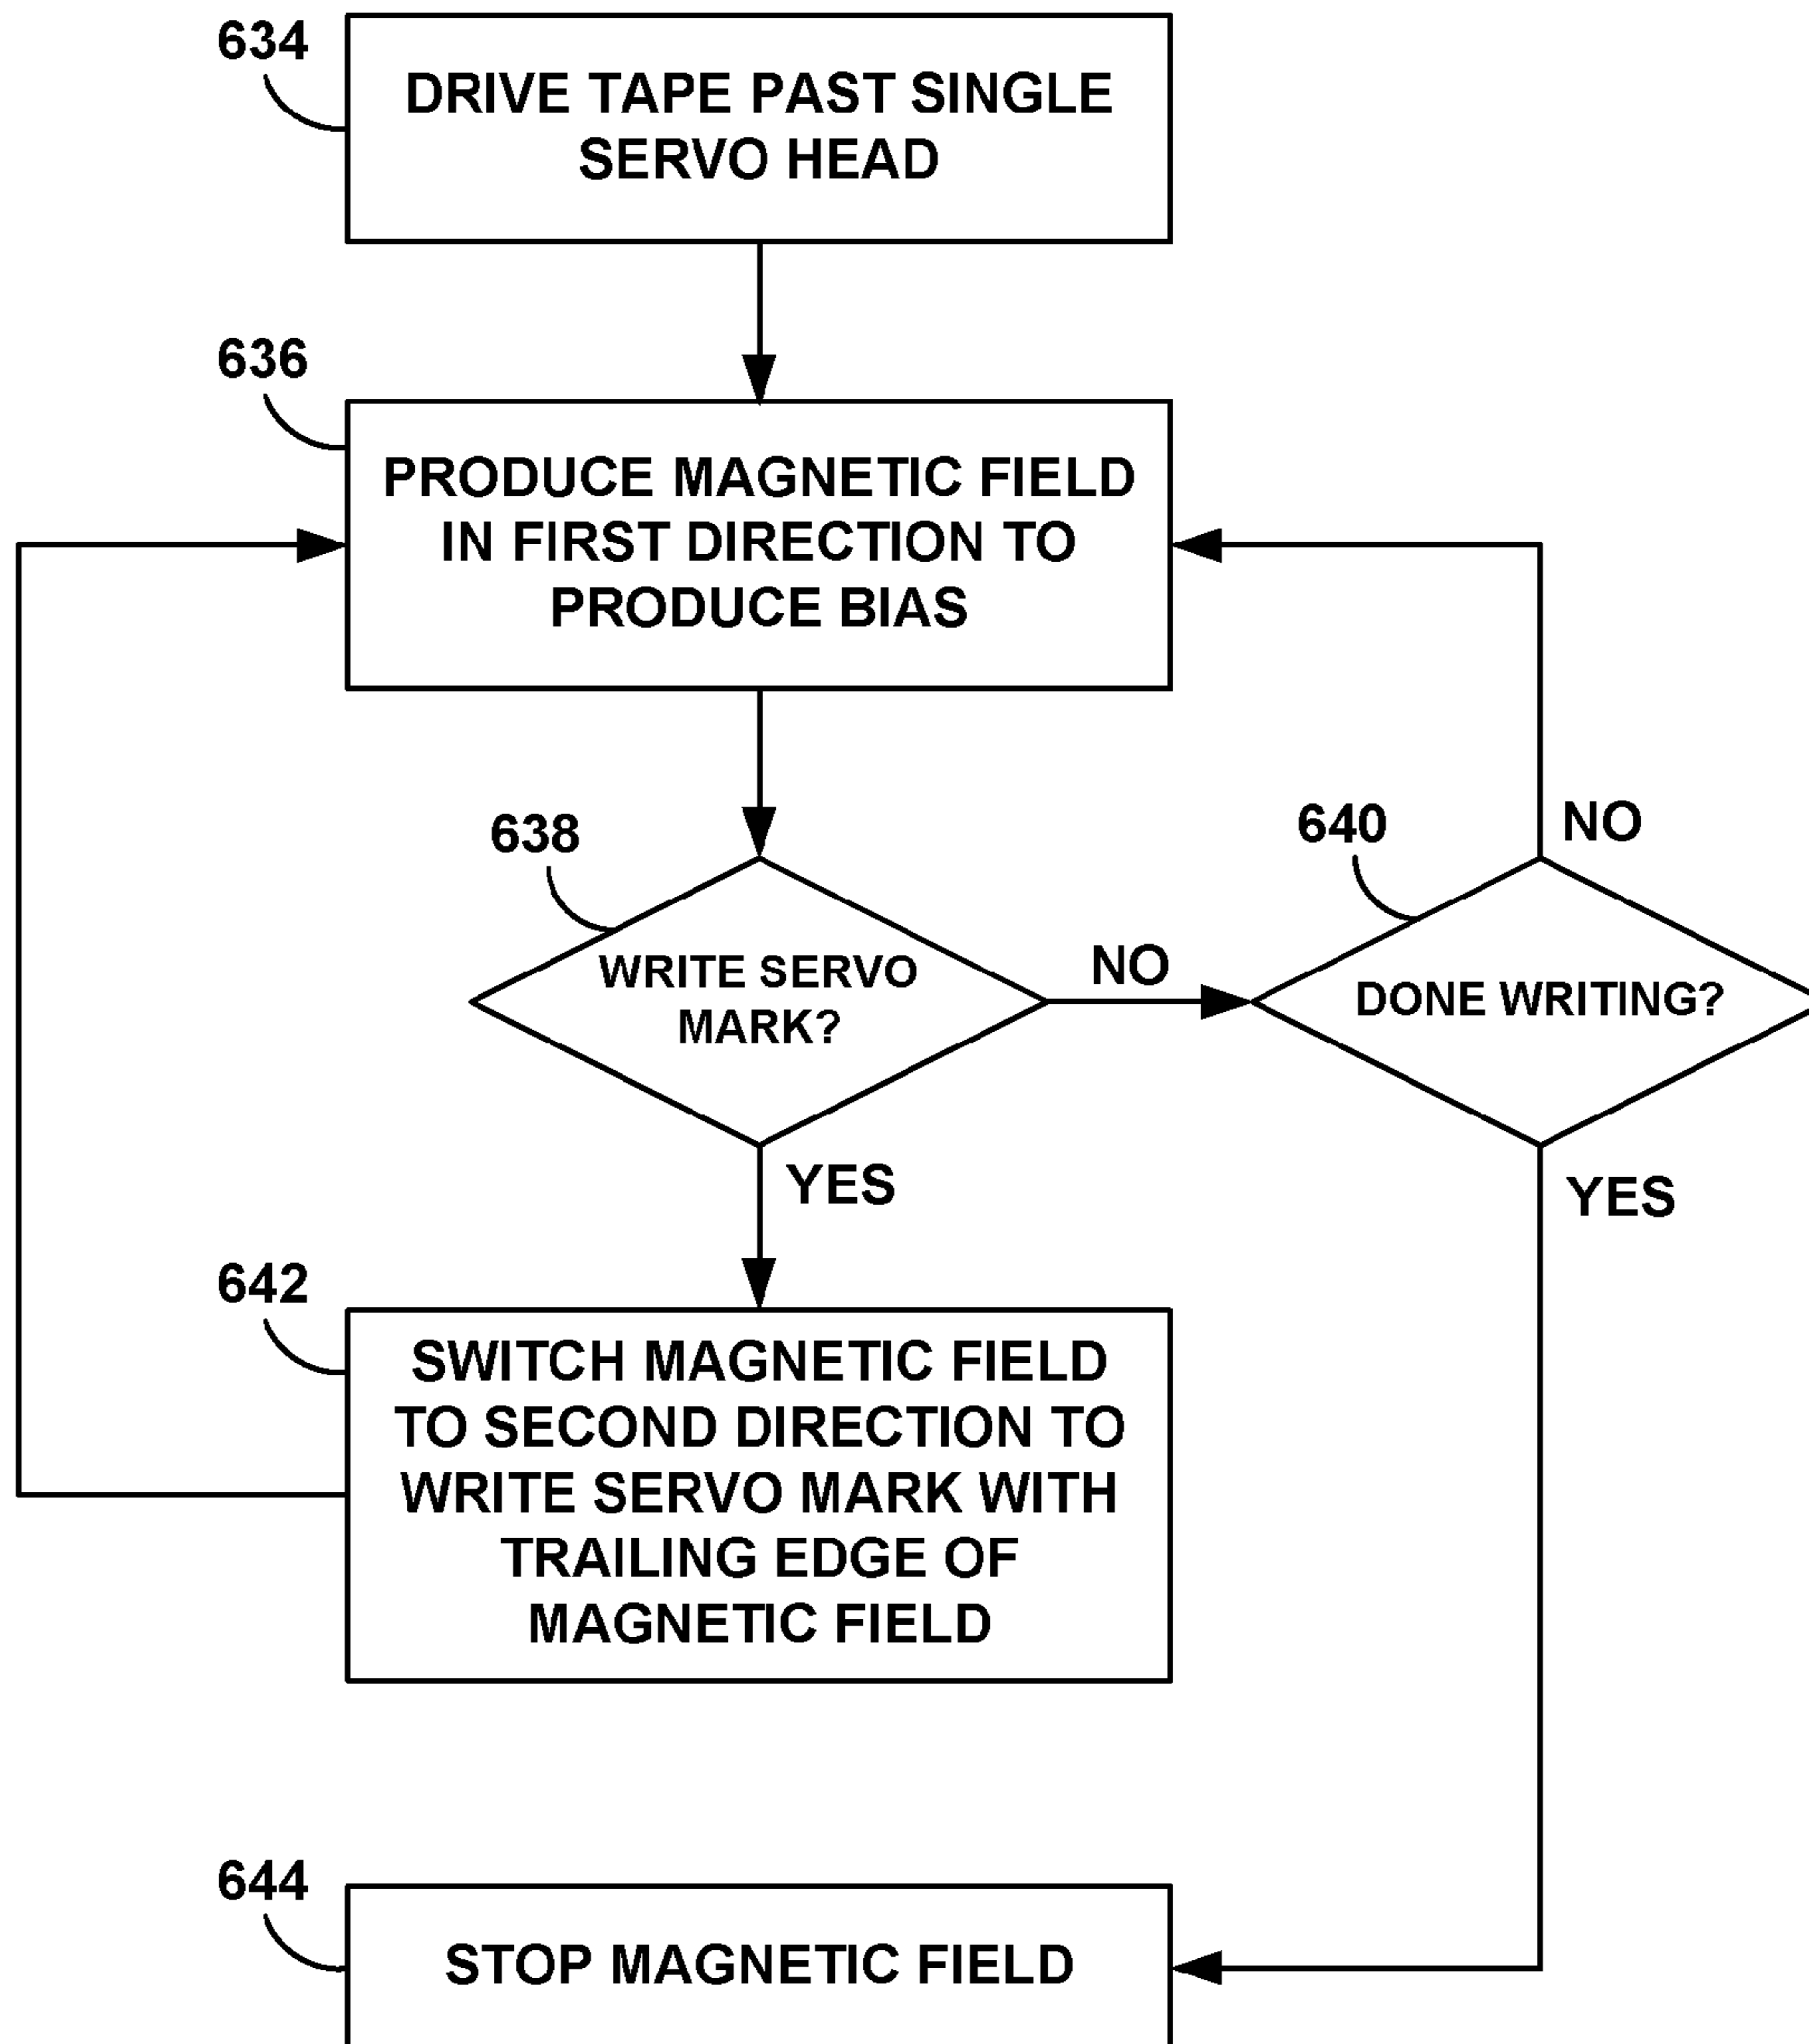 634
DRIVE TAPE PAST SINGLE
SERVO HEAD
636
PRODUCE MAGNETIC FIELD
IN FIRST DIRECTION TO
PRODUCE BIAS
638
WRITE SERVO
MARK?
NO
640
NO
DONE WRITING?
YES
YES
642
SWITCH MAGNETIC FIELD
TO SECOND DIRECTION TO
WRITE SERVO MARK WITH
TRAILING EDGE OF
MAGNETIC FIELD
644
STOP MAGNETIC FIELD